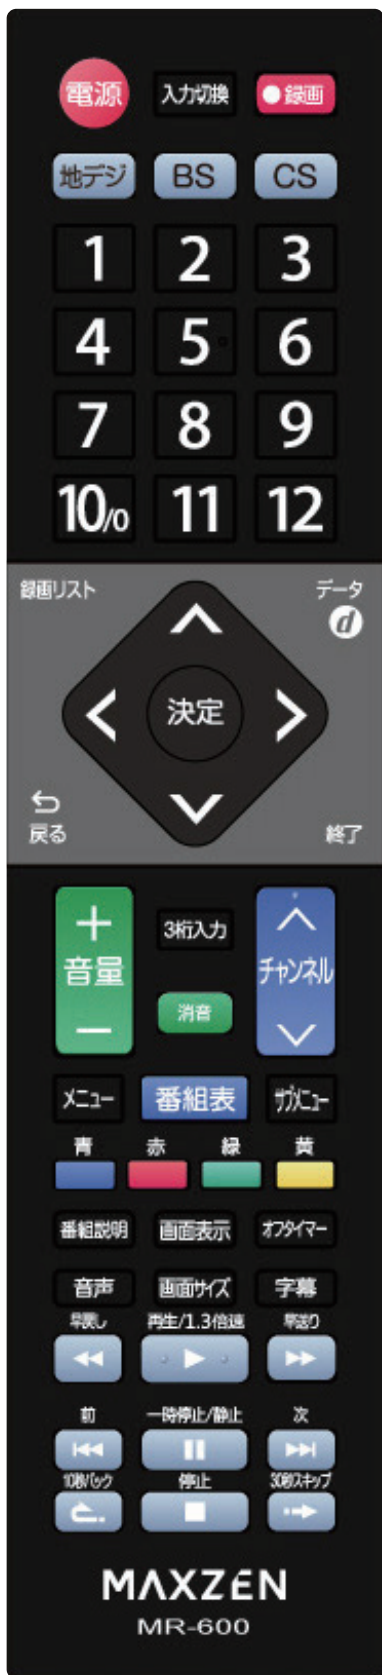 電源 入力切換 録画
地デジ BS CS
1 2 3
4 5 6
7 8 9
10/0 11 12
録画リスト データ
d
決定
戻る 終了
+ 3桁入力
音量 チャンネル
消音
−
メニュー 番組表 サブメニュー
青 赤 緑 黄
番組説明 画面表示 オフタイマー
音声 画面サイズ 字幕
早戻し 再生/1.3倍速 早送り
前 一時停止/静止 次
10秒バック 停止 30秒スキップ
MAXZEN
MR-600